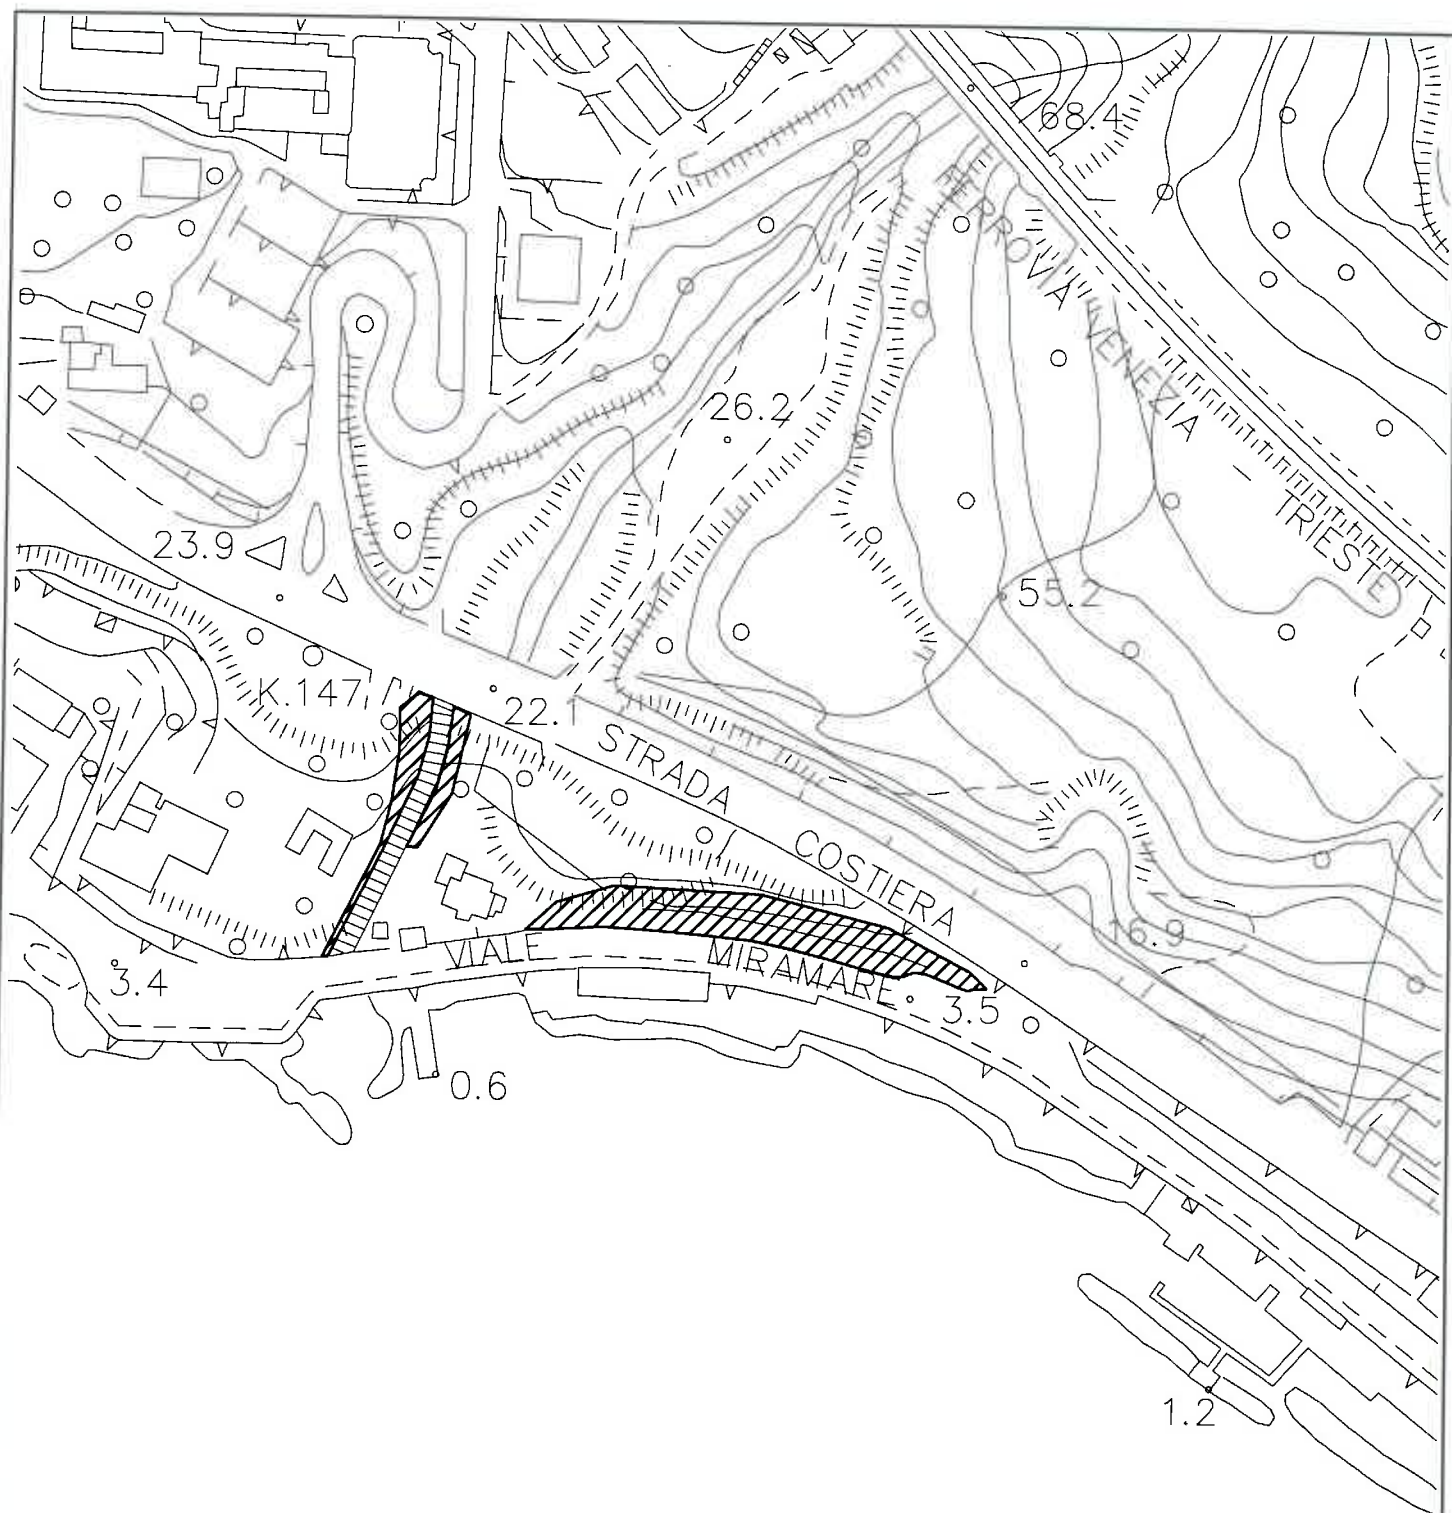 68.4
FERROVIA VENEZIA TRIESTE
26.2
23.9
55.2
K.147
22.1
STRADA COSTIERA
16.9
VIALE MIRAMARE
3.4
3.5
0.6
1.2